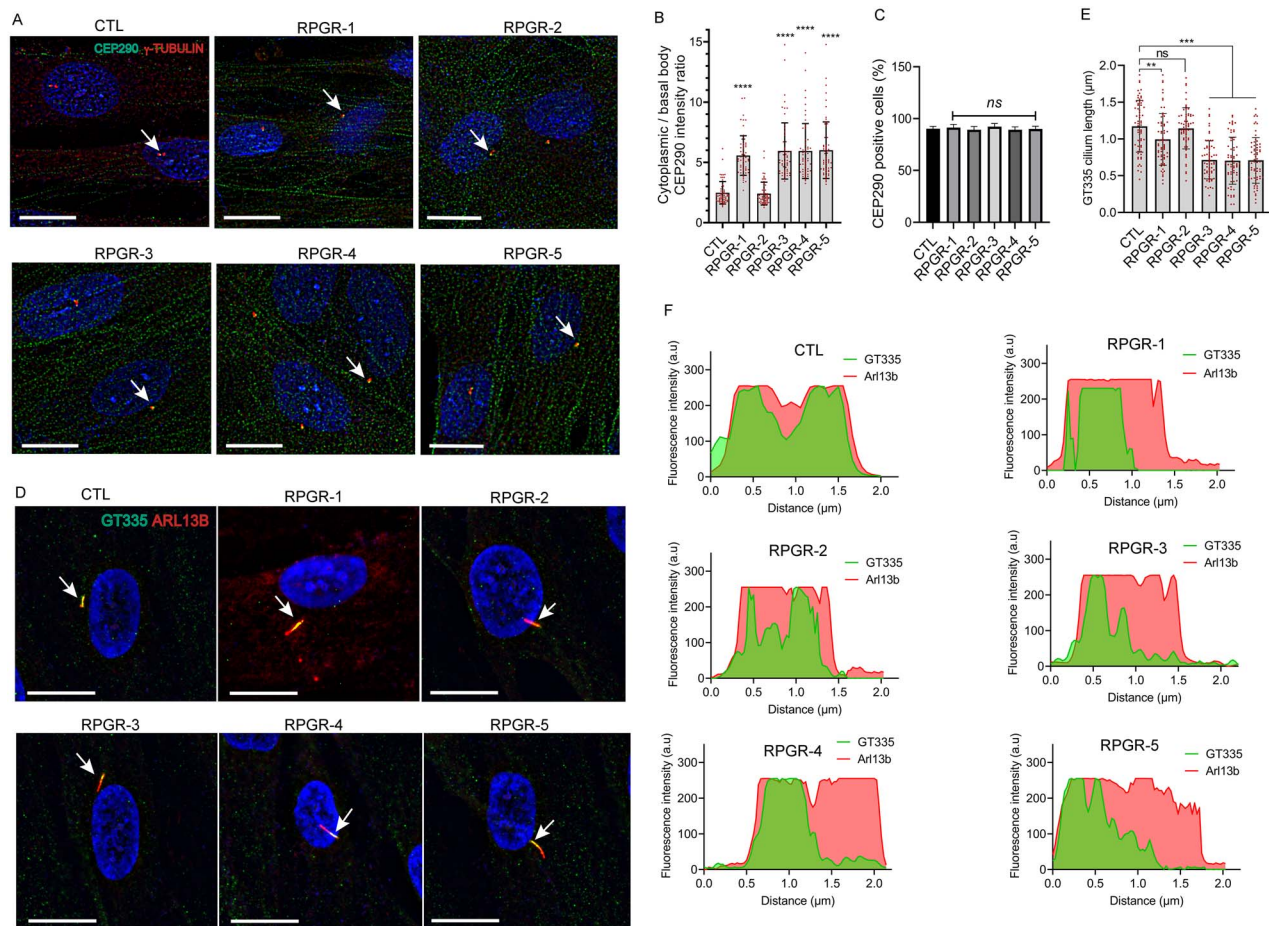 A
CTL
RPGR-1
RPGR-2
CEP290 γ-TUBULIN
RPGR-3
RPGR-4
RPGR-5
B
Cytoplasmic / basal body
CEP290 intensity ratio
15
10
5
0
****
****
****
****
CTL
RPGR-1
RPGR-2
RPGR-3
RPGR-4
RPGR-5
C
CEP290 positive cells (%)
150
100
50
0
ns
CTL
RPGR-1
RPGR-2
RPGR-3
RPGR-4
RPGR-5
E
GT335 cilium length (µm)
2.0
1.5
1.0
0.5
0.0
***
ns
**
CTL
RPGR-1
RPGR-2
RPGR-3
RPGR-4
RPGR-5
D
CTL
RPGR-1
RPGR-2
GT335 ARL13B
RPGR-3
RPGR-4
RPGR-5
F
CTL
GT335
Arl13b
Fluorescence intensity (a.u)
300
200
100
0
0.0 0.5 1.0 1.5 2.0
Distance (µm)
RPGR-1
GT335
Arl13b
Fluorescence intensity (a.u)
300
200
100
0
0.0 0.5 1.0 1.5 2.0
Distance (µm)
RPGR-2
GT335
Arl13b
Fluorescence intensity (a.u)
300
200
100
0
0.0 0.5 1.0 1.5 2.0
Distance (µm)
RPGR-3
GT335
Arl13b
Fluorescence intensity (a.u)
300
200
100
0
0.0 0.5 1.0 1.5 2.0
Distance (µm)
RPGR-4
GT335
Arl13b
Fluorescence intensity (a.u)
300
200
100
0
0.0 0.5 1.0 1.5 2.0
Distance (µm)
RPGR-5
GT335
Arl13b
Fluorescence intensity (a.u)
300
200
100
0
0.0 0.5 1.0 1.5 2.0
Distance (µm)